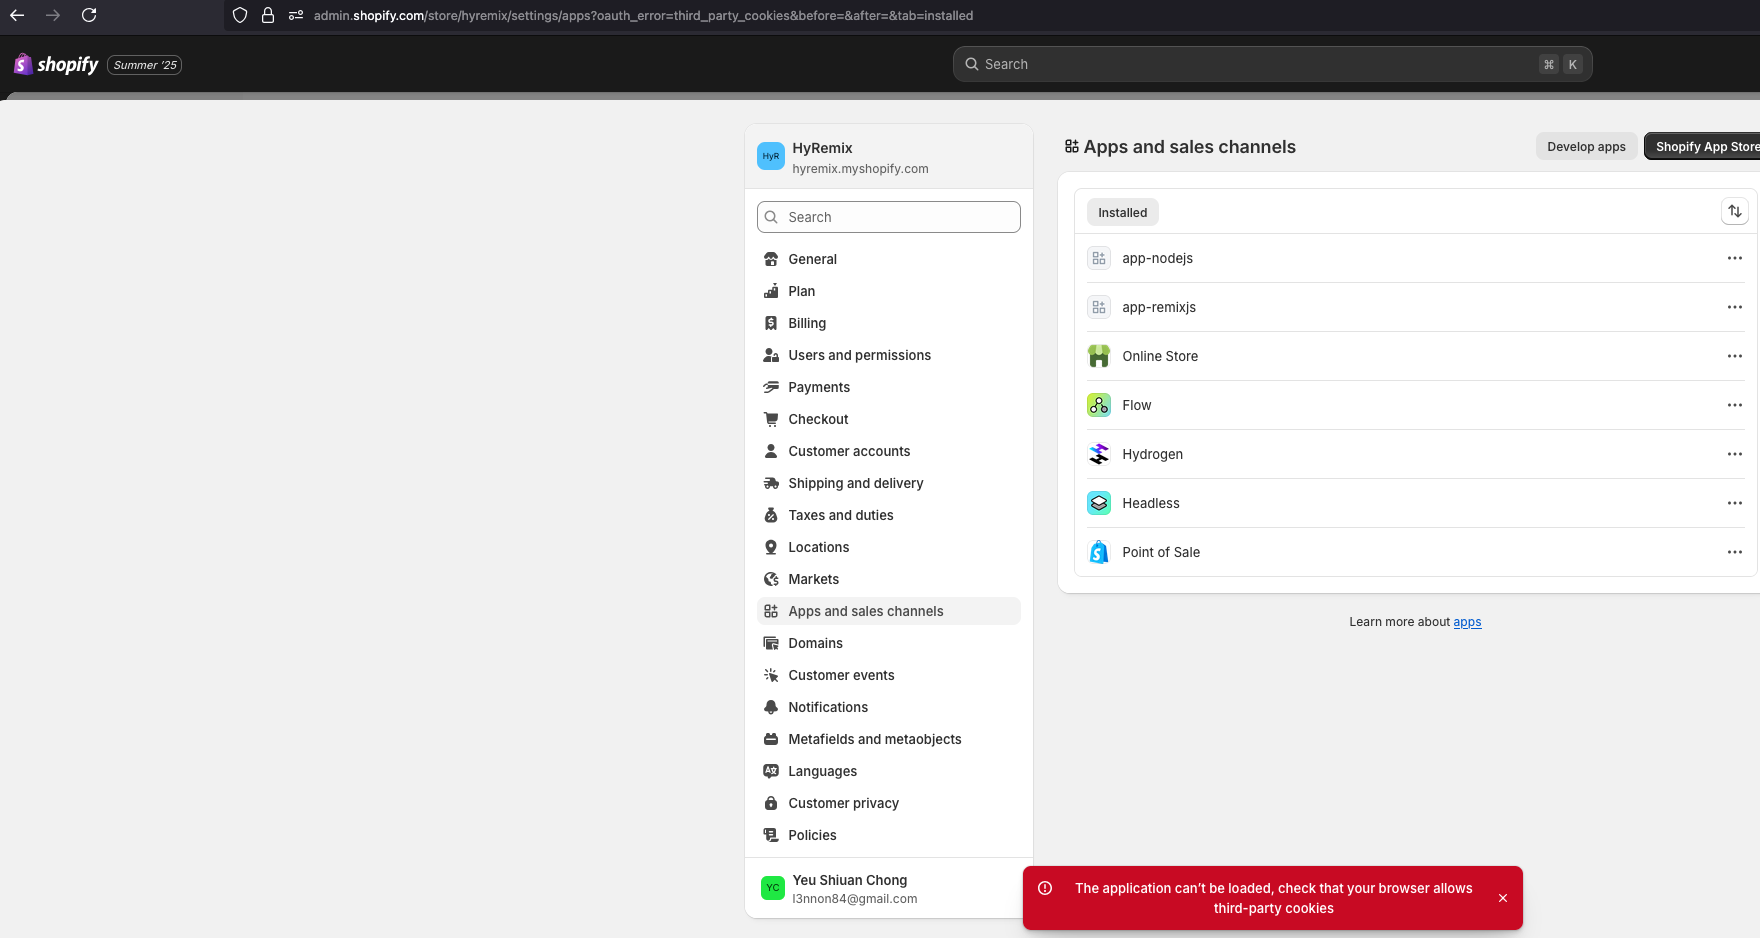 admin.shopify.com/store/hyremix/settings/apps?oauth_error=third_party_cookies&before=&after=&tab=installed
shopify Summer '25
Search ⌘ K
HyR HyRemix
hyremix.myshopify.com
Search
General
Plan
Billing
Users and permissions
Payments
Checkout
Customer accounts
Shipping and delivery
Taxes and duties
Locations
Markets
Apps and sales channels
Domains
Customer events
Notifications
Metafields and metaobjects
Languages
Customer privacy
Policies
YC Yeu Shiuan Chong
l3nnon84@gmail.com
Apps and sales channels
Develop apps
Shopify App Store
Installed
app-nodejs
app-remixjs
Online Store
Flow
Hydrogen
Headless
Point of Sale
Learn more about apps
The application can't be loaded, check that your browser allows
third-party cookies